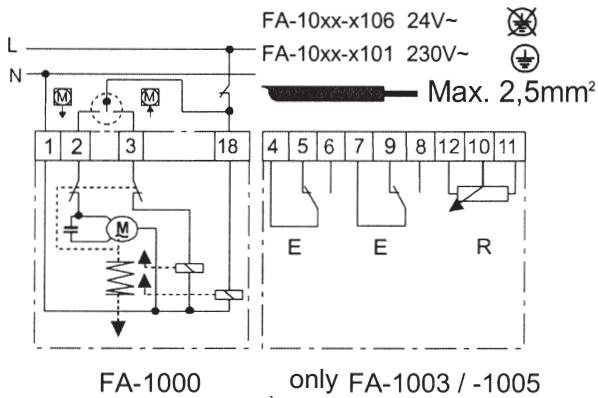 L
N
FA-10xx-x106 24V~
FA-10xx-x101 230V~
Max. 2,5mm²
M M
1 2 3 18 4 5 6 7 9 8 12 10 11
M
E E R
FA-1000
only FA-1003 / -1005